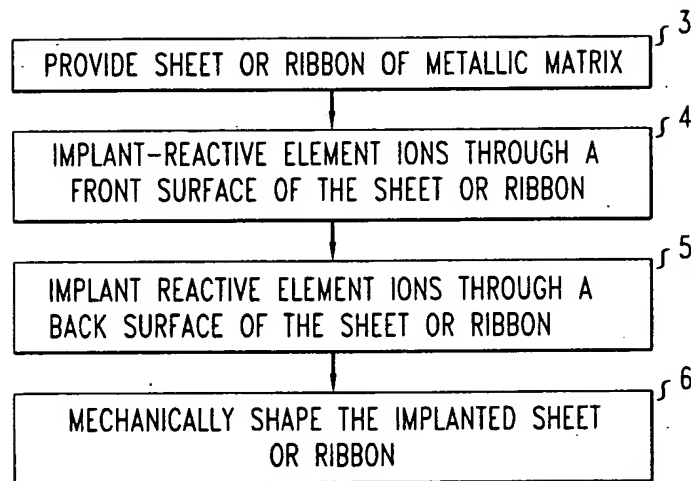 3
PROVIDE SHEET OR RIBBON OF METALLIC MATRIX
4
IMPLANT-REACTIVE ELEMENT IONS THROUGH A
FRONT SURFACE OF THE SHEET OR RIBBON
5
IMPLANT REACTIVE ELEMENT IONS THROUGH A
BACK SURFACE OF THE SHEET OR RIBBON
6
MECHANICALLY SHAPE THE IMPLANTED SHEET
OR RIBBON